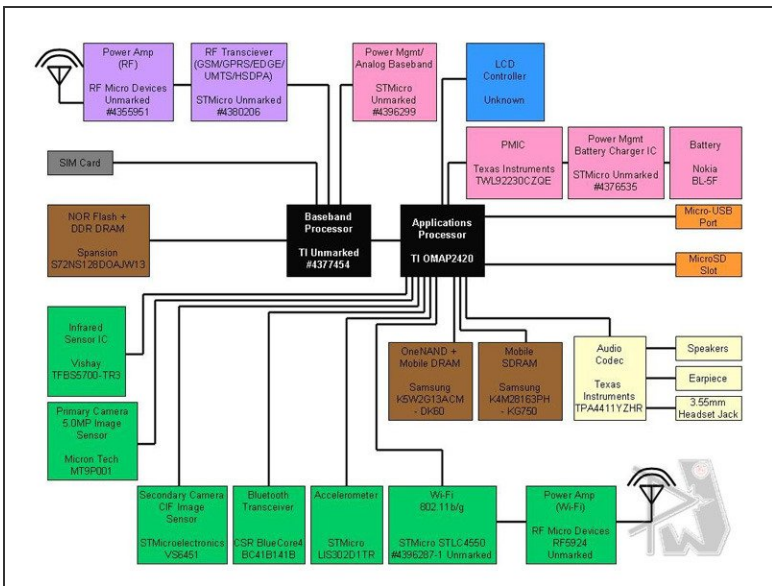 Power Amp
(RF)
RF Micro Devices
Unmarked
#4355951
RF Transciever
(GSM/GPRS/EDGE/
UMTS/HSDPA)
STMicro Unmarked
#4380206
Power Mgmt/
Analog Baseband
STMicro
Unmarked
#4396299
LCD
Controller
Unknown
PMIC
Texas Instruments
TWL92230CZQE
Power Mgmt
Battery Charger IC
STMicro Unmarked
#4376535
Battery
Nokia
BL-5F
SIM Card
NOR Flash +
DDR DRAM
Spansion
S72NS128DOAJW13
Baseband
Processor
TI Unmarked
#4377454
Applications
Processor
TI OMAP2420
Micro-USB
Port
MicroSD
Slot
Infrared
Sensor IC
Vishay
TFBS5700-TR3
OneNAND +
Mobile DRAM
Samsung
K5W2G13ACM
- DK60
Mobile
SDRAM
Samsung
K4M28163PH
- KG750
Audio
Codec
Texas
Instruments
TPA4411YZHR
Speakers
Earpiece
3.55mm
Headset Jack
Primary Camera
5.0MP Image
Sensor
Micron Tech
MT9P001
Secondary Camera
CIF Image
Sensor
STMicroelectronics
VS6451
Bluetooth
Transceiver
CSR BlueCore4
BC41B141B
Accelerometer
STMicro
LIS302D1TR
Wi-Fi
802.11b/g
STMicro STLC4550
#4396287-1 Unmarked
Power Amp
(Wi-Fi)
RF Micro Devices
RF5924
Unmarked